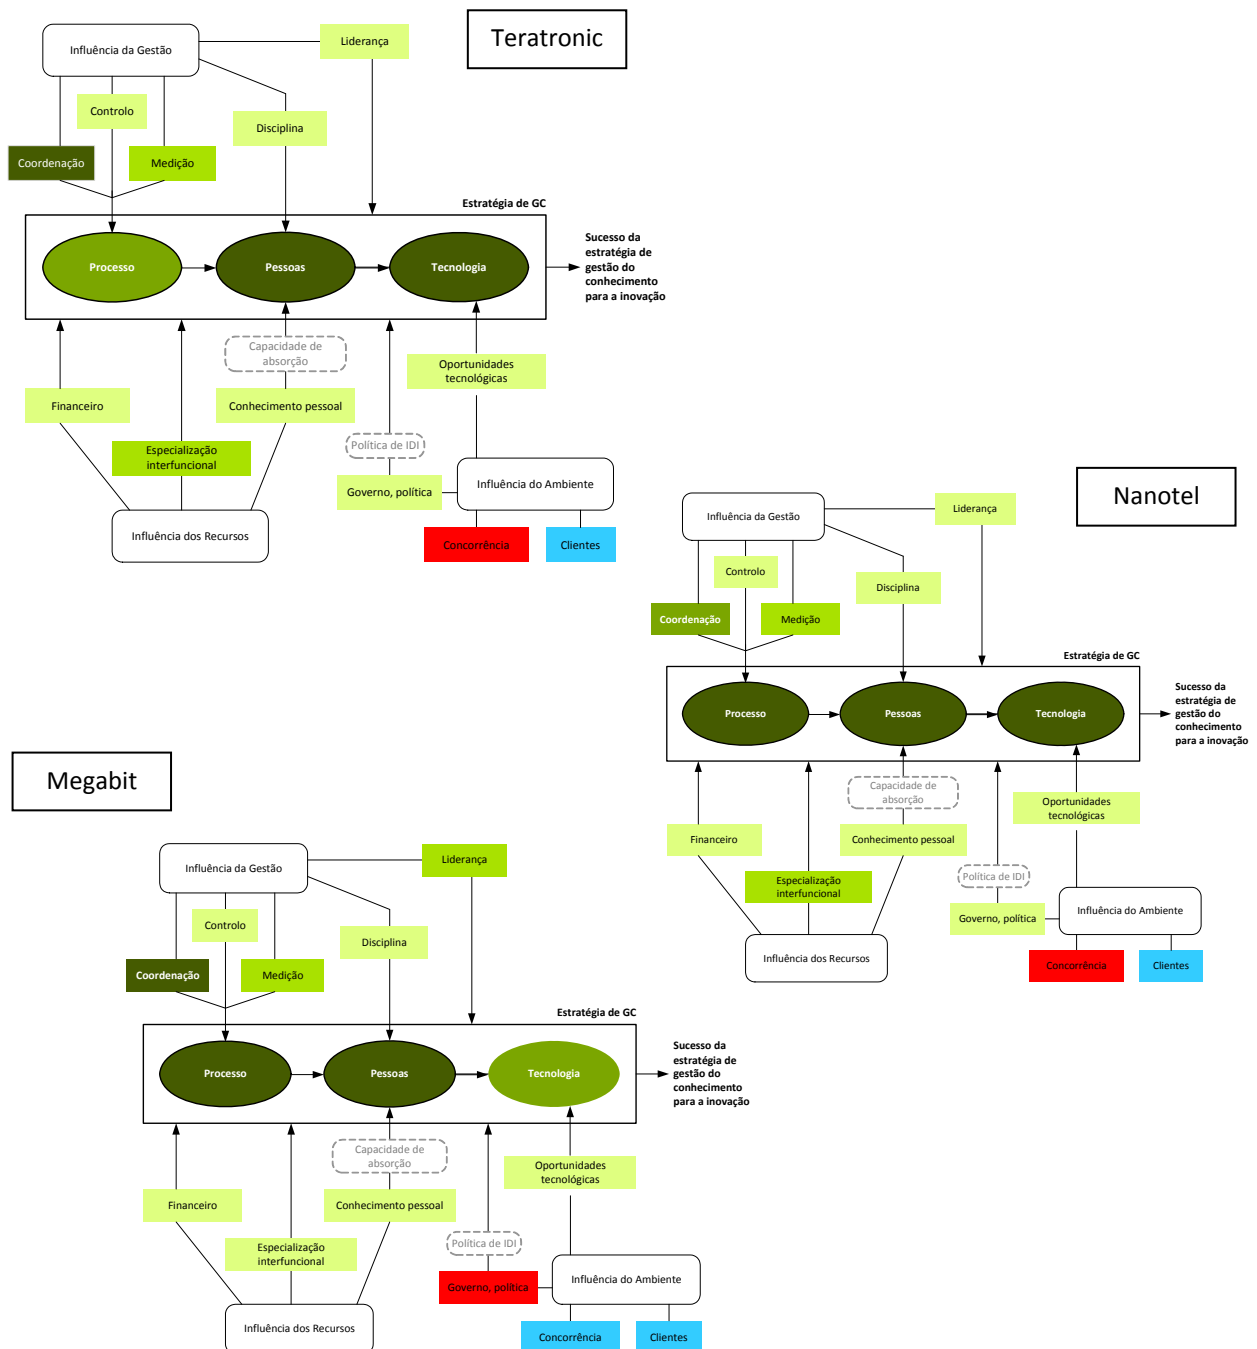 Teratronic
Influência da Gestão
Liderança
Controlo
Disciplina
Coordenação
Medição
Estratégia de GC
Processo
Pessoas
Tecnologia
Sucesso da
estratégia de
gestão do
conhecimento
para a inovação
Capacidade de
absorção
Oportunidades
tecnológicas
Financeiro
Conhecimento pessoal
Especialização
interfuncional
Política de IDI
Governo, política
Influência do Ambiente
Influência dos Recursos
Concorrência
Clientes
Nanotel
Influência da Gestão
Liderança
Controlo
Disciplina
Coordenação
Medição
Estratégia de GC
Processo
Pessoas
Tecnologia
Sucesso da
estratégia de
gestão do
conhecimento
para a inovação
Capacidade de
absorção
Oportunidades
tecnológicas
Financeiro
Conhecimento pessoal
Especialização
interfuncional
Política de IDI
Governo, política
Influência do Ambiente
Influência dos Recursos
Concorrência
Clientes
Megabit
Influência da Gestão
Liderança
Controlo
Disciplina
Coordenação
Medição
Estratégia de GC
Processo
Pessoas
Tecnologia
Sucesso da
estratégia de
gestão do
conhecimento
para a inovação
Capacidade de
absorção
Oportunidades
tecnológicas
Financeiro
Conhecimento pessoal
Especialização
interfuncional
Política de IDI
Governo, política
Influência do Ambiente
Influência dos Recursos
Concorrência
Clientes